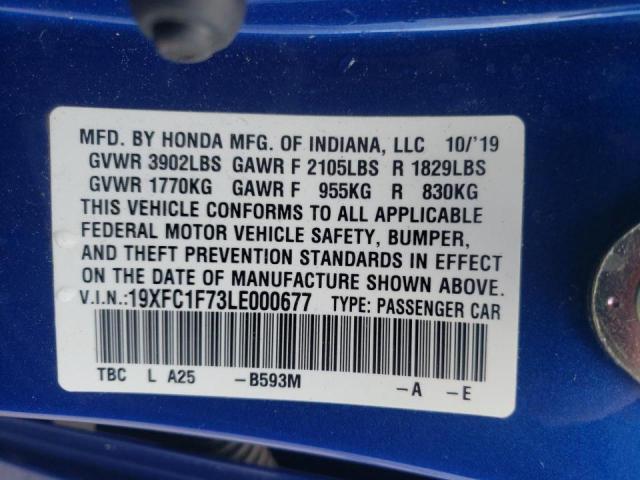 MFD. BY HONDA MFG. OF INDIANA, LLC 10/'19
GVWR 3902LBS GAWR F 2105LBS R 1829LBS
GVWR 1770KG GAWR F 955KG R 830KG
THIS VEHICLE CONFORMS TO ALL APPLICABLE
FEDERAL MOTOR VEHICLE SAFETY, BUMPER,
AND THEFT PREVENTION STANDARDS IN EFFECT
ON THE DATE OF MANUFACTURE SHOWN ABOVE.
V.I.N.:19XFC1F73LE000677 TYPE: PASSENGER CAR
TBC L A25 -B593M -A -E